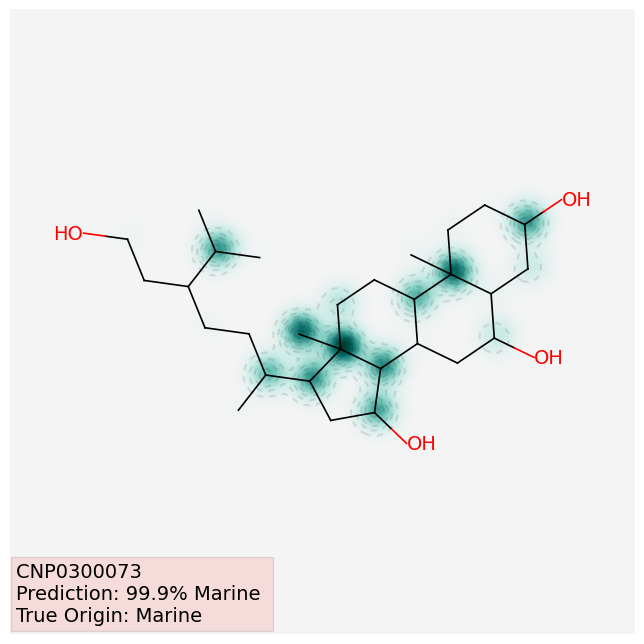 OH
HO
OH
OH
CNP0300073
Prediction: 99.9% Marine
True Origin: Marine